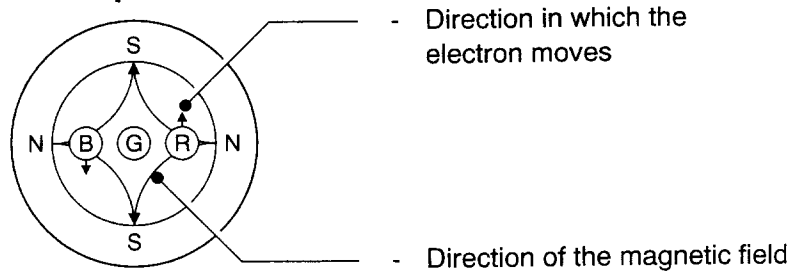 - Direction in which the
electron moves
S
N B G R N
S
- Direction of the magnetic field